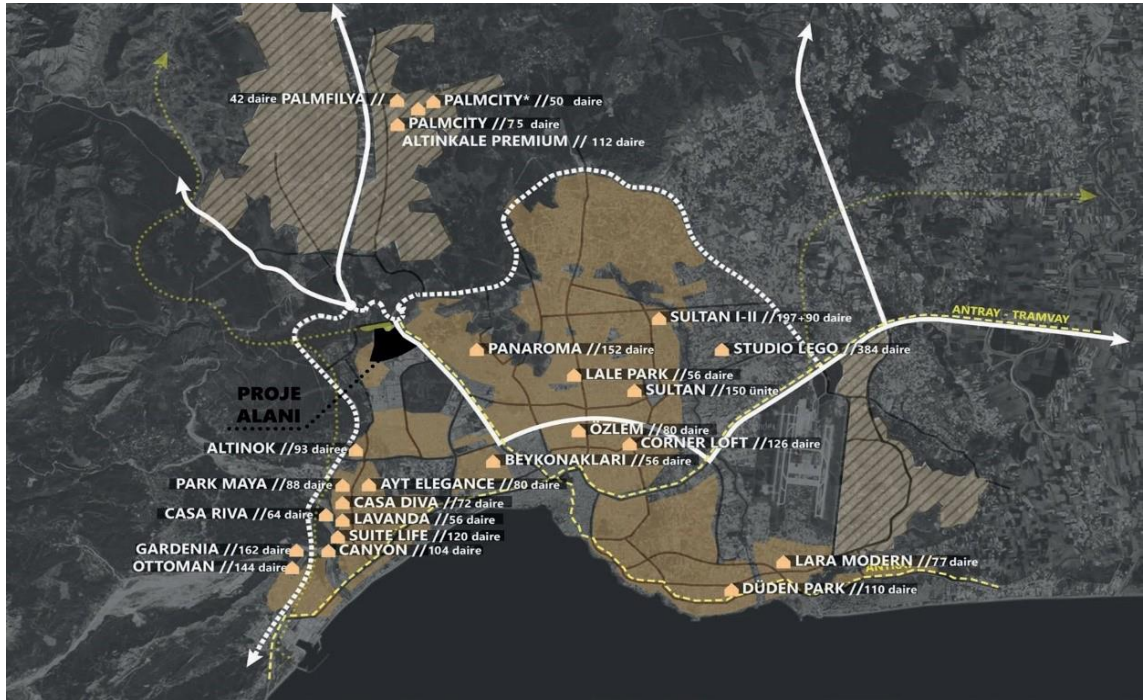 42 daire PALMFILYA //
PALMCITY* //50 daire
PALMCITY //75 daire
ALTINKALE PREMIUM // 112 daire
SULTAN I-II //197+90 daire
ANTRAY - TRAMVAY
PANAROMA //152 daire
STUDIO LEGO //384 daire
LALE PARK //56 daire
SULTAN //150 ünite
PROJE
ALANI
ÖZLEM //80 daire
CORNER LOFT //126 daire
ALTINOK //93 daire
BEYKONAKLARI //56 daire
PARK MAYA //88 daire
AYT ELEGANCE //80 daire
CASA DIVA //72 daire
CASA RIVA //64 daire
LAVANDA //56 daire
SUITE LIFE //120 daire
GARDENIA //162 daire
CANYON //104 daire
OTTOMAN //144 daire
LARA MODERN //77 daire
DÜDEN PARK //110 daire